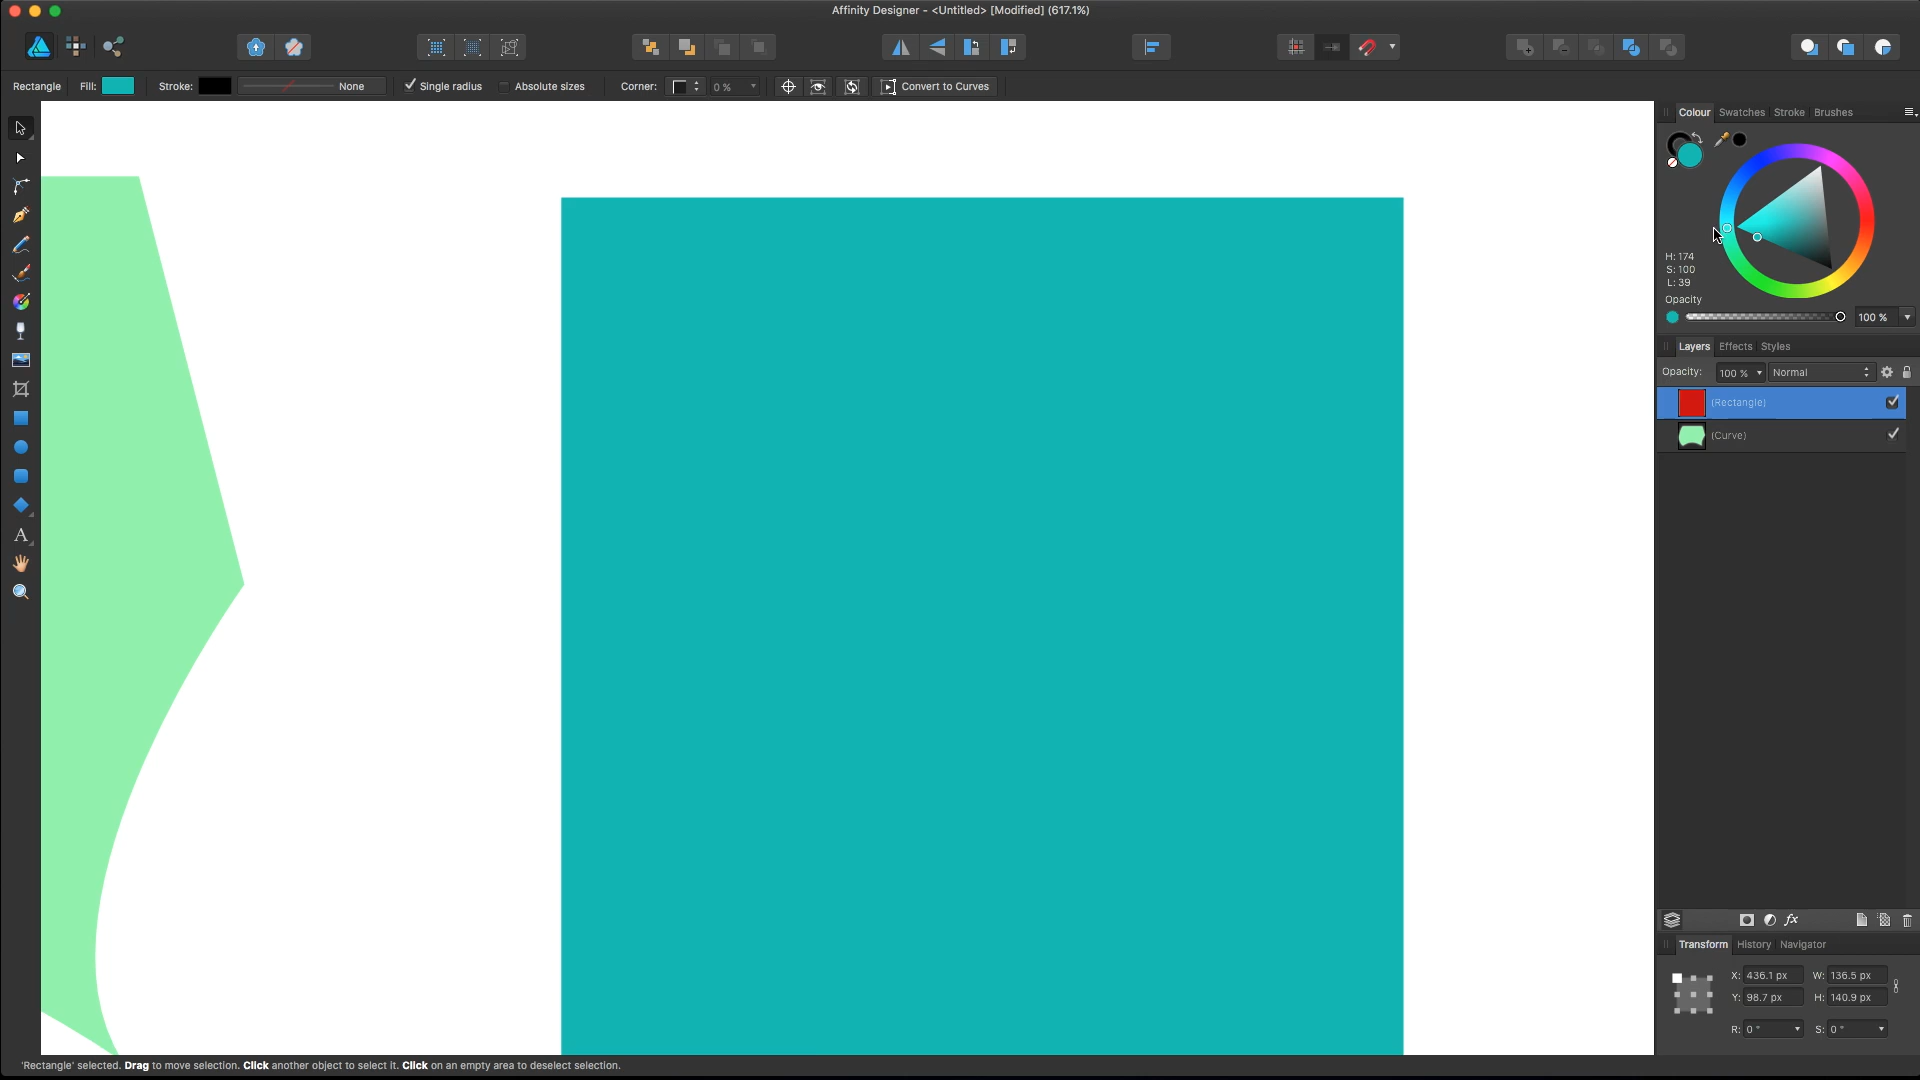 Affinity Designer - <Untitled> [Modified] (617.1%)
Rectangle Fill: Stroke: None Single radius Absolute sizes Corner: 0 % Convert to Curves
Colour Swatches Stroke Brushes
H: 174
S: 100
L: 39
Opacity
100 %
Layers Effects Styles
Opacity: 100 % Normal
(Rectangle)
(Curve)
fx
Transform History Navigator
X: 436.1 px W: 136.5 px
Y: 98.7 px H: 140.9 px
R: 0 ° S: 0 °
A
'Rectangle' selected. Drag to move selection. Click another object to select it. Click on an empty area to deselect selection.